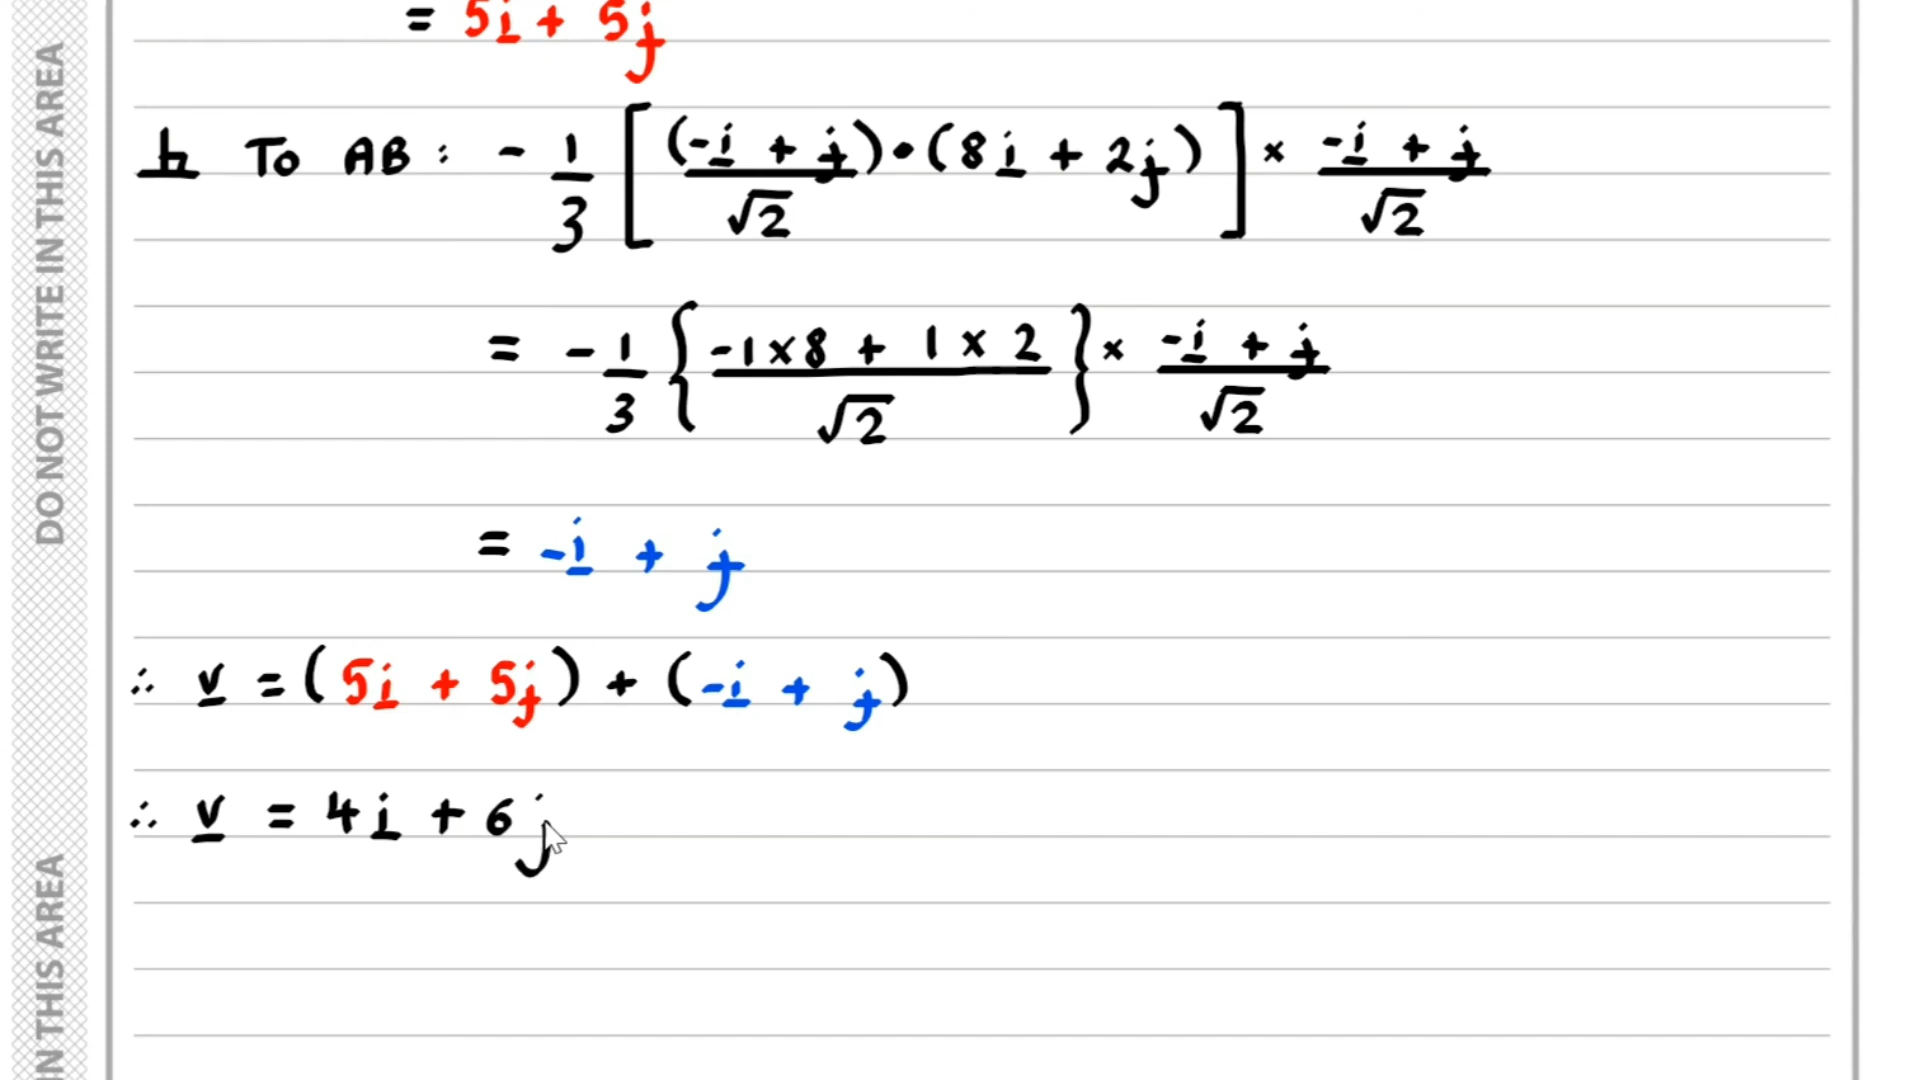 = 5i + 5j
⊥r TO AB : - 1/3 [ (-i + j)/√2 • (8i + 2j) ] × (-i + j)/√2
= - 1/3 { (-1×8 + 1×2)/√2 } × (-i + j)/√2
= -i + j
∴ v = (5i + 5j) + (-i + j)
∴ v = 4i + 6j
DO NOT WRITE IN THIS AREA
IN THIS AREA